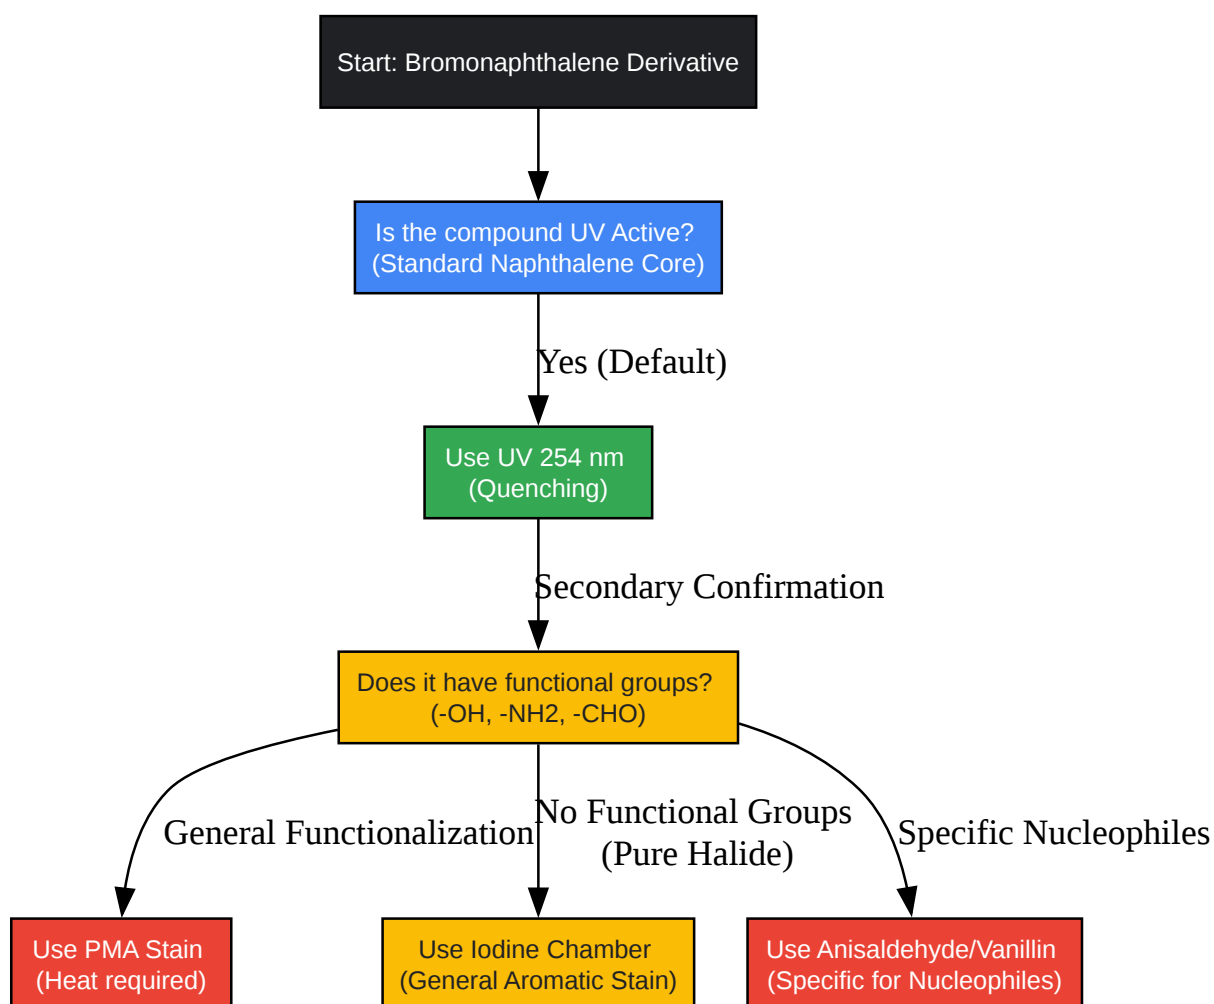 Start: Bromonaphthalene Derivative
Is the compound UV Active?
(Standard Naphthalene Core)
Yes (Default)
Use UV 254 nm
(Quenching)
Secondary Confirmation
Does it have functional groups?
(-OH, -NH2, -CHO)
General Functionalization
No Functional Groups
(Pure Halide)
Specific Nucleophiles
Use PMA Stain
(Heat required)
Use Iodine Chamber
(General Aromatic Stain)
Use Anisaldehyde/Vanillin
(Specific for Nucleophiles)